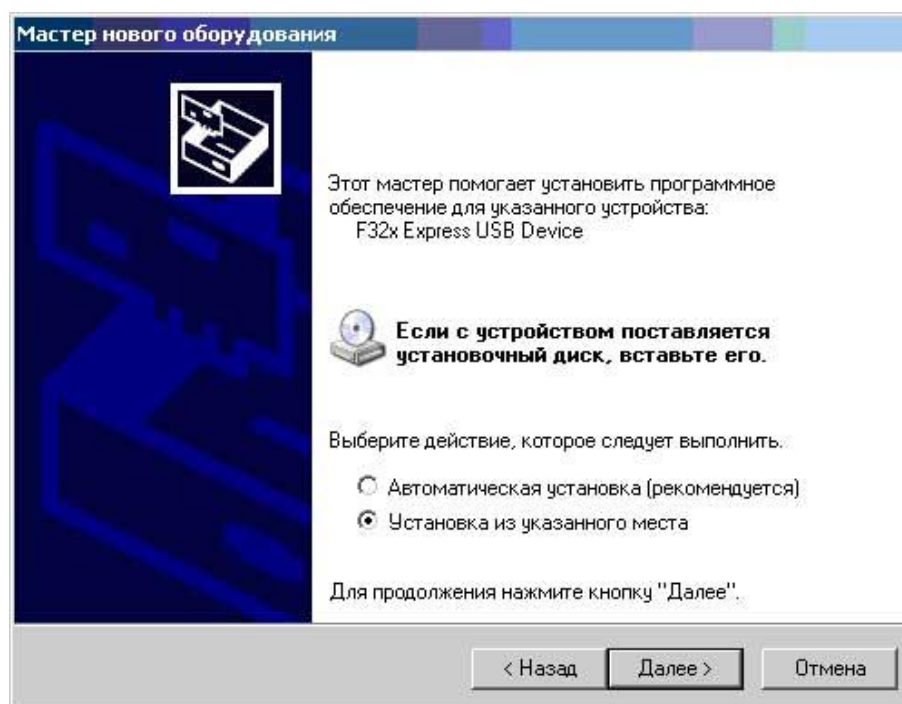 Мастер нового оборудования
Этот мастер помогает установить программное
обеспечение для указанного устройства:
F32x Express USB Device
Если с устройством поставляется
установочный диск, вставьте его.
Выберите действие, которое следует выполнить.
Автоматическая установка (рекомендуется)
Установка из указанного места
Для продолжения нажмите кнопку "Далее".
< Назад Далее > Отмена